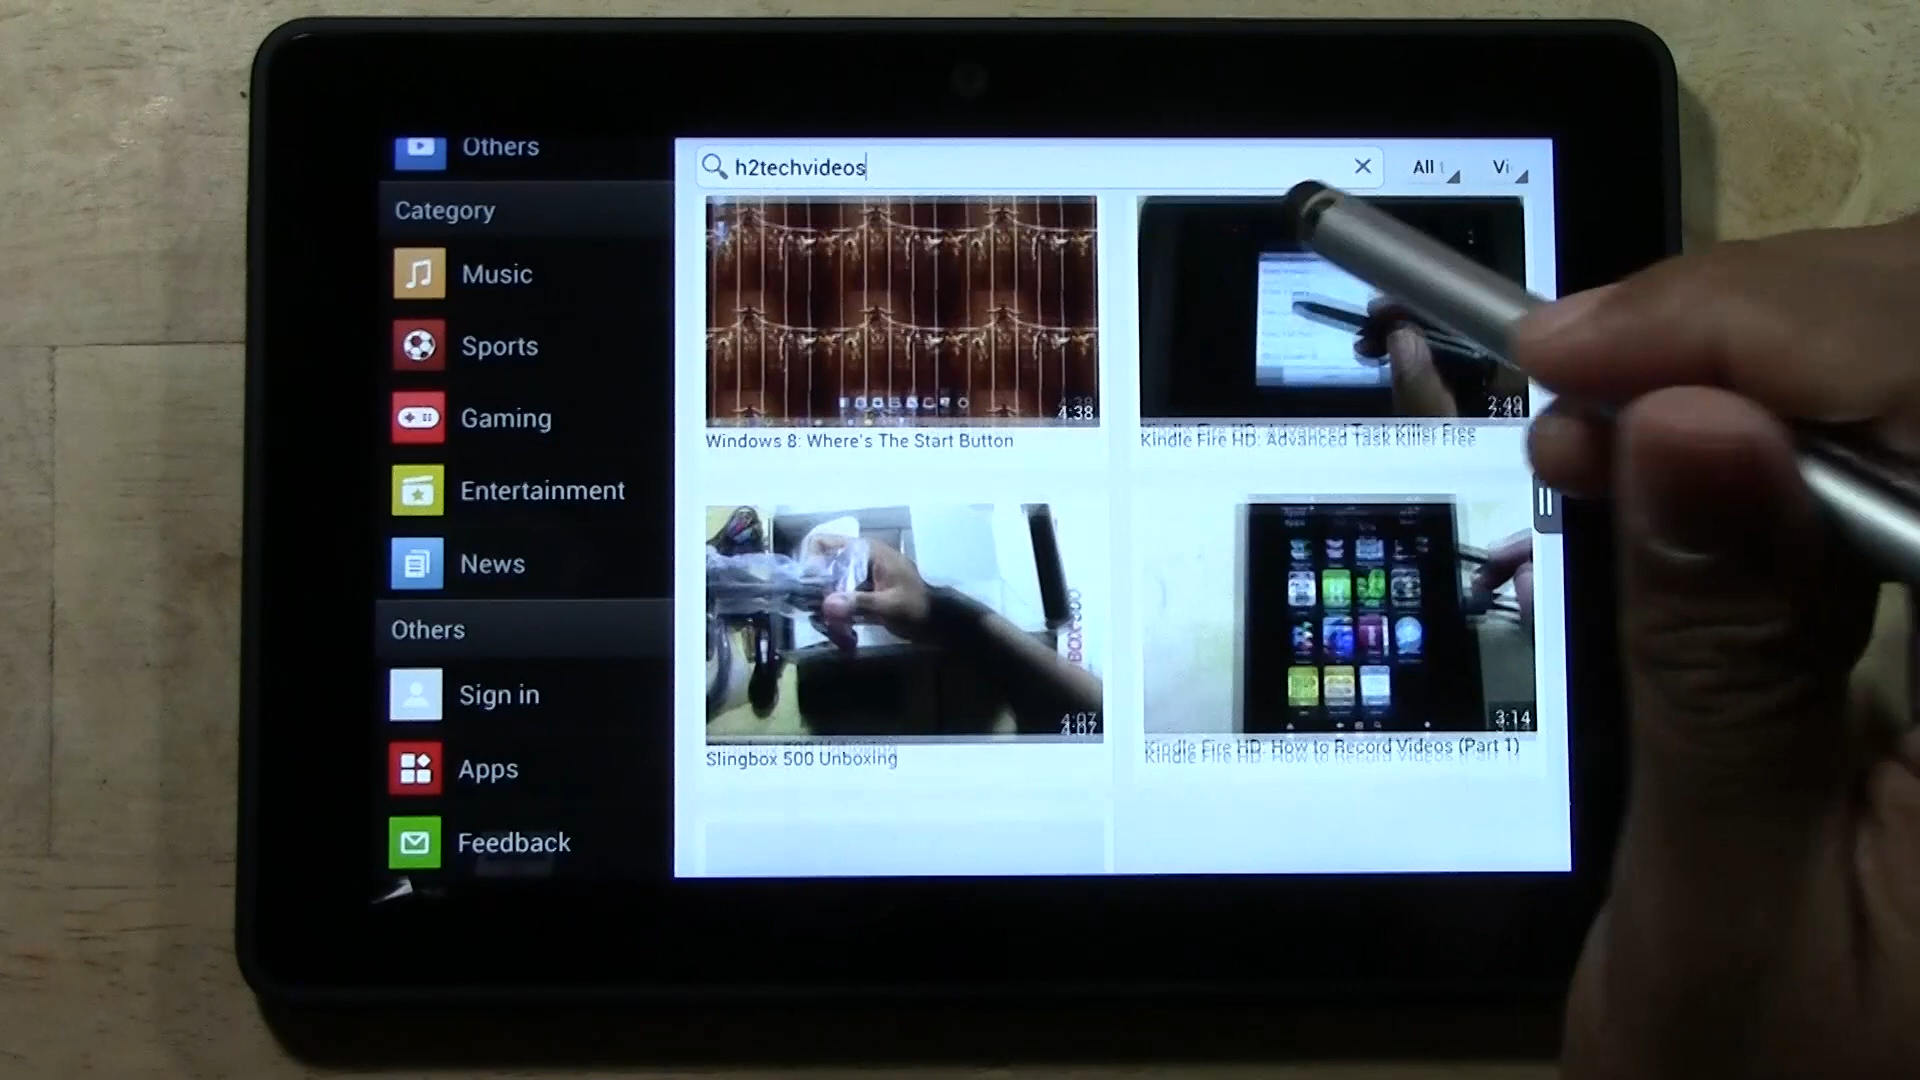 Others
Category
Music
Sports
Gaming
Entertainment
News
Others
Sign in
Apps
Feedback
h2techvideos
All
Vi
4:38
Windows 8: Where's The Start Button
2:49
Kindle Fire HD: Advanced Task Killer Free
4:07
Slingbox 500 Unboxing
3:14
Kindle Fire HD: How to Record Videos (Part 1)